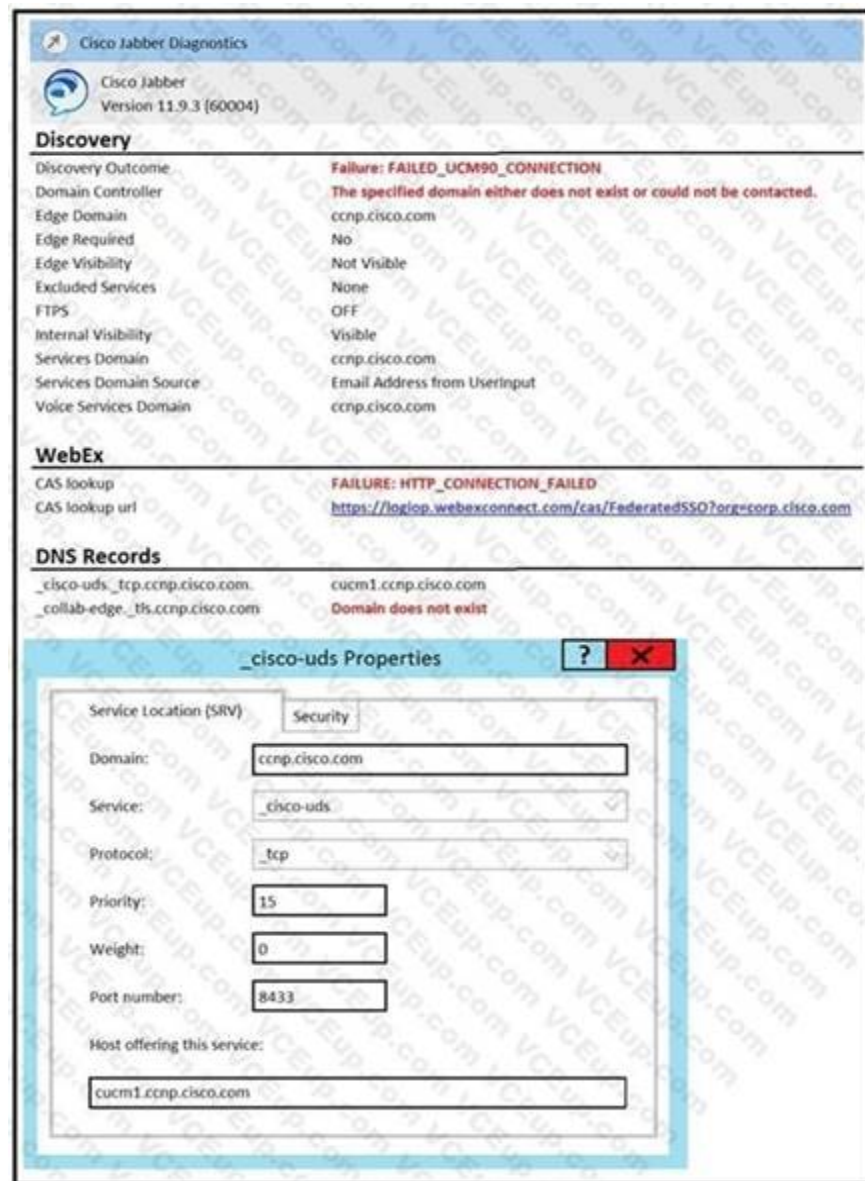 Cisco Jabber Diagnostics
Cisco Jabber
Version 11.9.3 (60004)
Discovery
Discovery Outcome Failure: FAILED_UCM90_CONNECTION
Domain Controller The specified domain either does not exist or could not be contacted.
Edge Domain ccnp.cisco.com
Edge Required No
Edge Visibility Not Visible
Excluded Services None
FTPS OFF
Internal Visibility Visible
Services Domain ccnp.cisco.com
Services Domain Source Email Address from UserInput
Voice Services Domain ccnp.cisco.com
WebEx
CAS lookup FAILURE: HTTP_CONNECTION_FAILED
CAS lookup url https://logiop.webexconnect.com/cas/FederatedSSO?org=corp.cisco.com
DNS Records
_cisco-uds._tcp.ccnp.cisco.com. cucm1.ccnp.cisco.com
_collab-edge._tls.ccnp.cisco.com Domain does not exist
_cisco-uds Properties ? X
Service Location (SRV) Security
Domain: ccnp.cisco.com
Service: _cisco-uds
Protocol: _tcp
Priority: 15
Weight: 0
Port number: 8433
Host offering this service:
cucm1.ccnp.cisco.com
VCEup.com